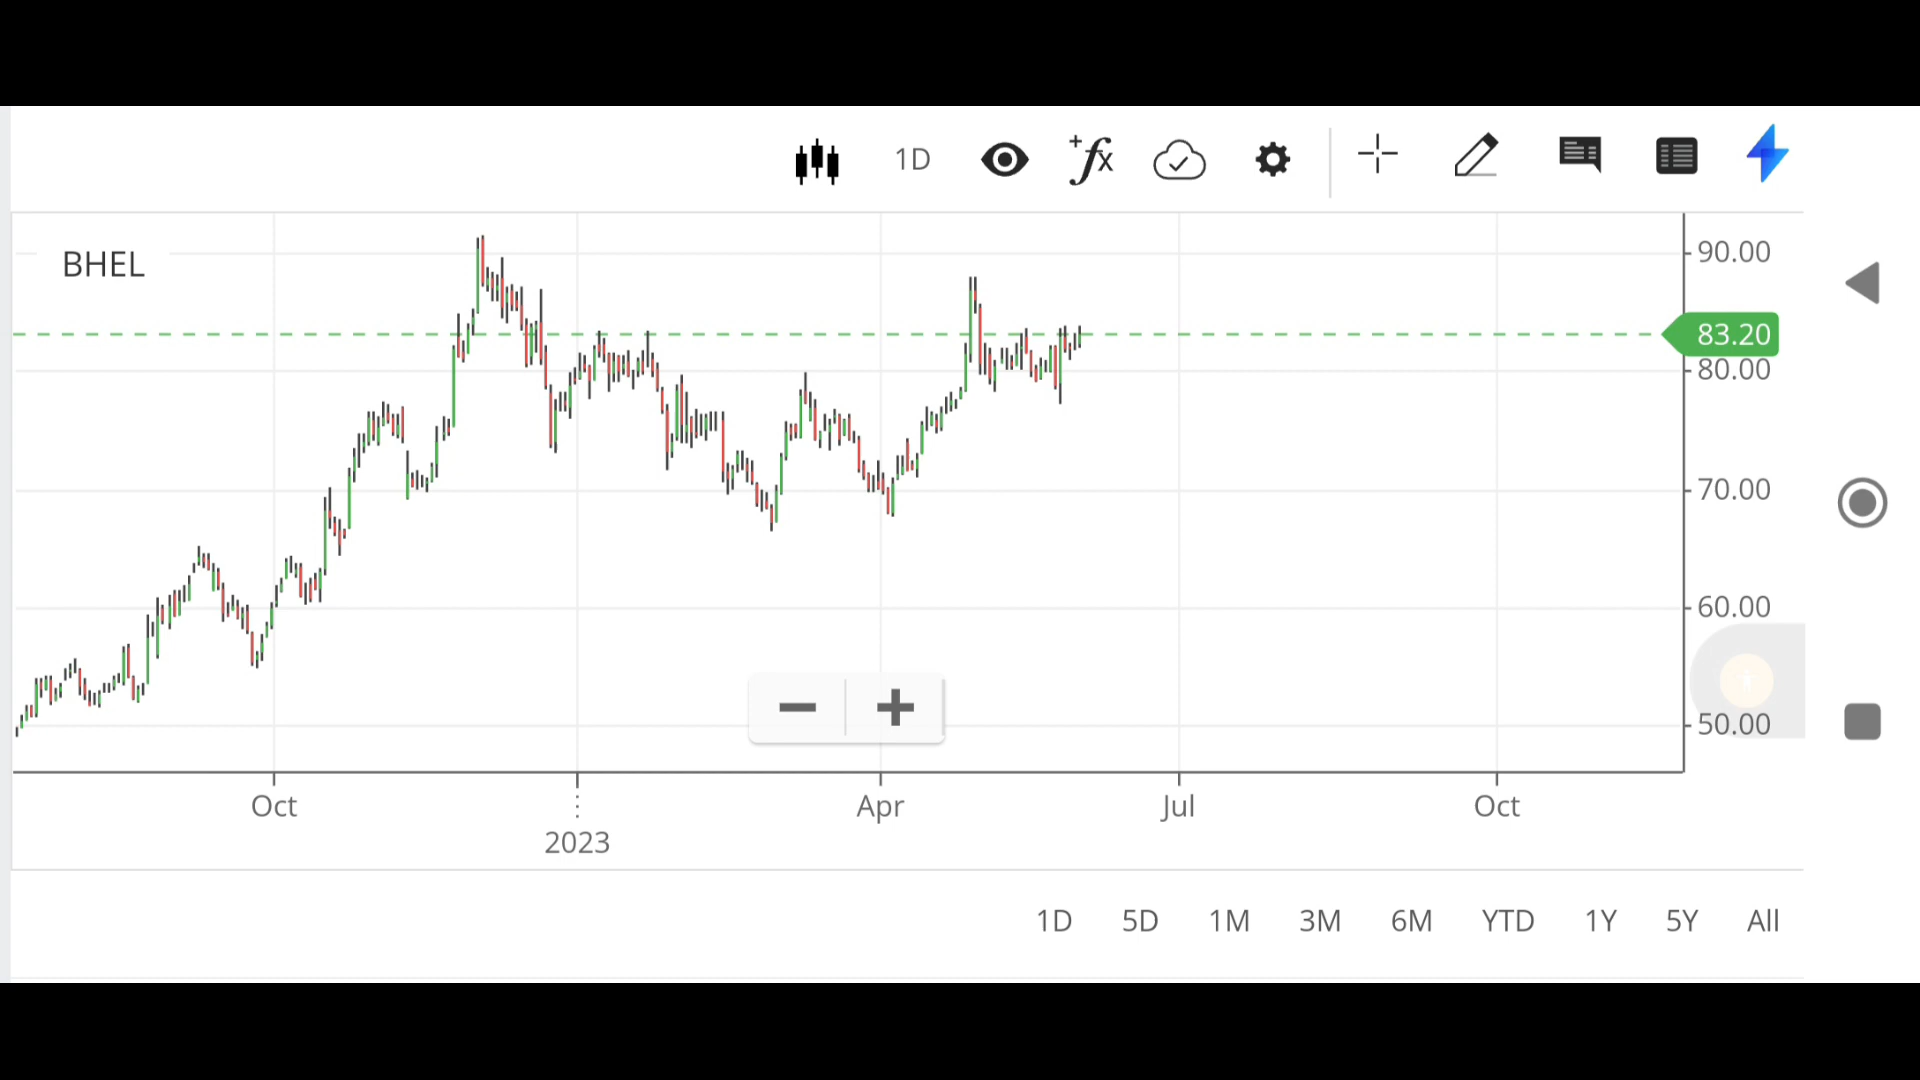 1D
+fx
BHEL
90.00
83.20
80.00
70.00
60.00
50.00
Oct
Apr
Jul
Oct
2023
1D 5D 1M 3M 6M YTD 1Y 5Y All